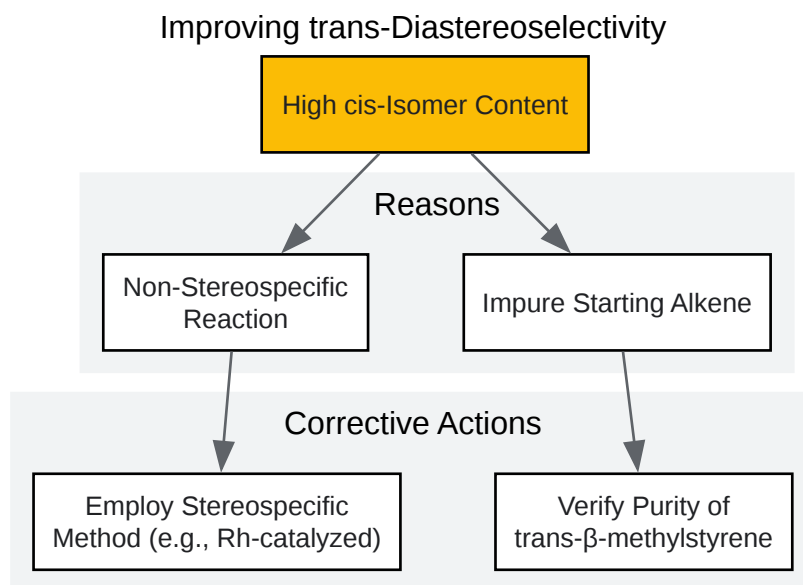 Improving trans-Diastereoselectivity
High cis-Isomer Content
Reasons
Non-Stereospecific
Reaction
Impure Starting Alkene
Corrective Actions
Employ Stereospecific
Method (e.g., Rh-catalyzed)
Verify Purity of
trans-β-methylstyrene